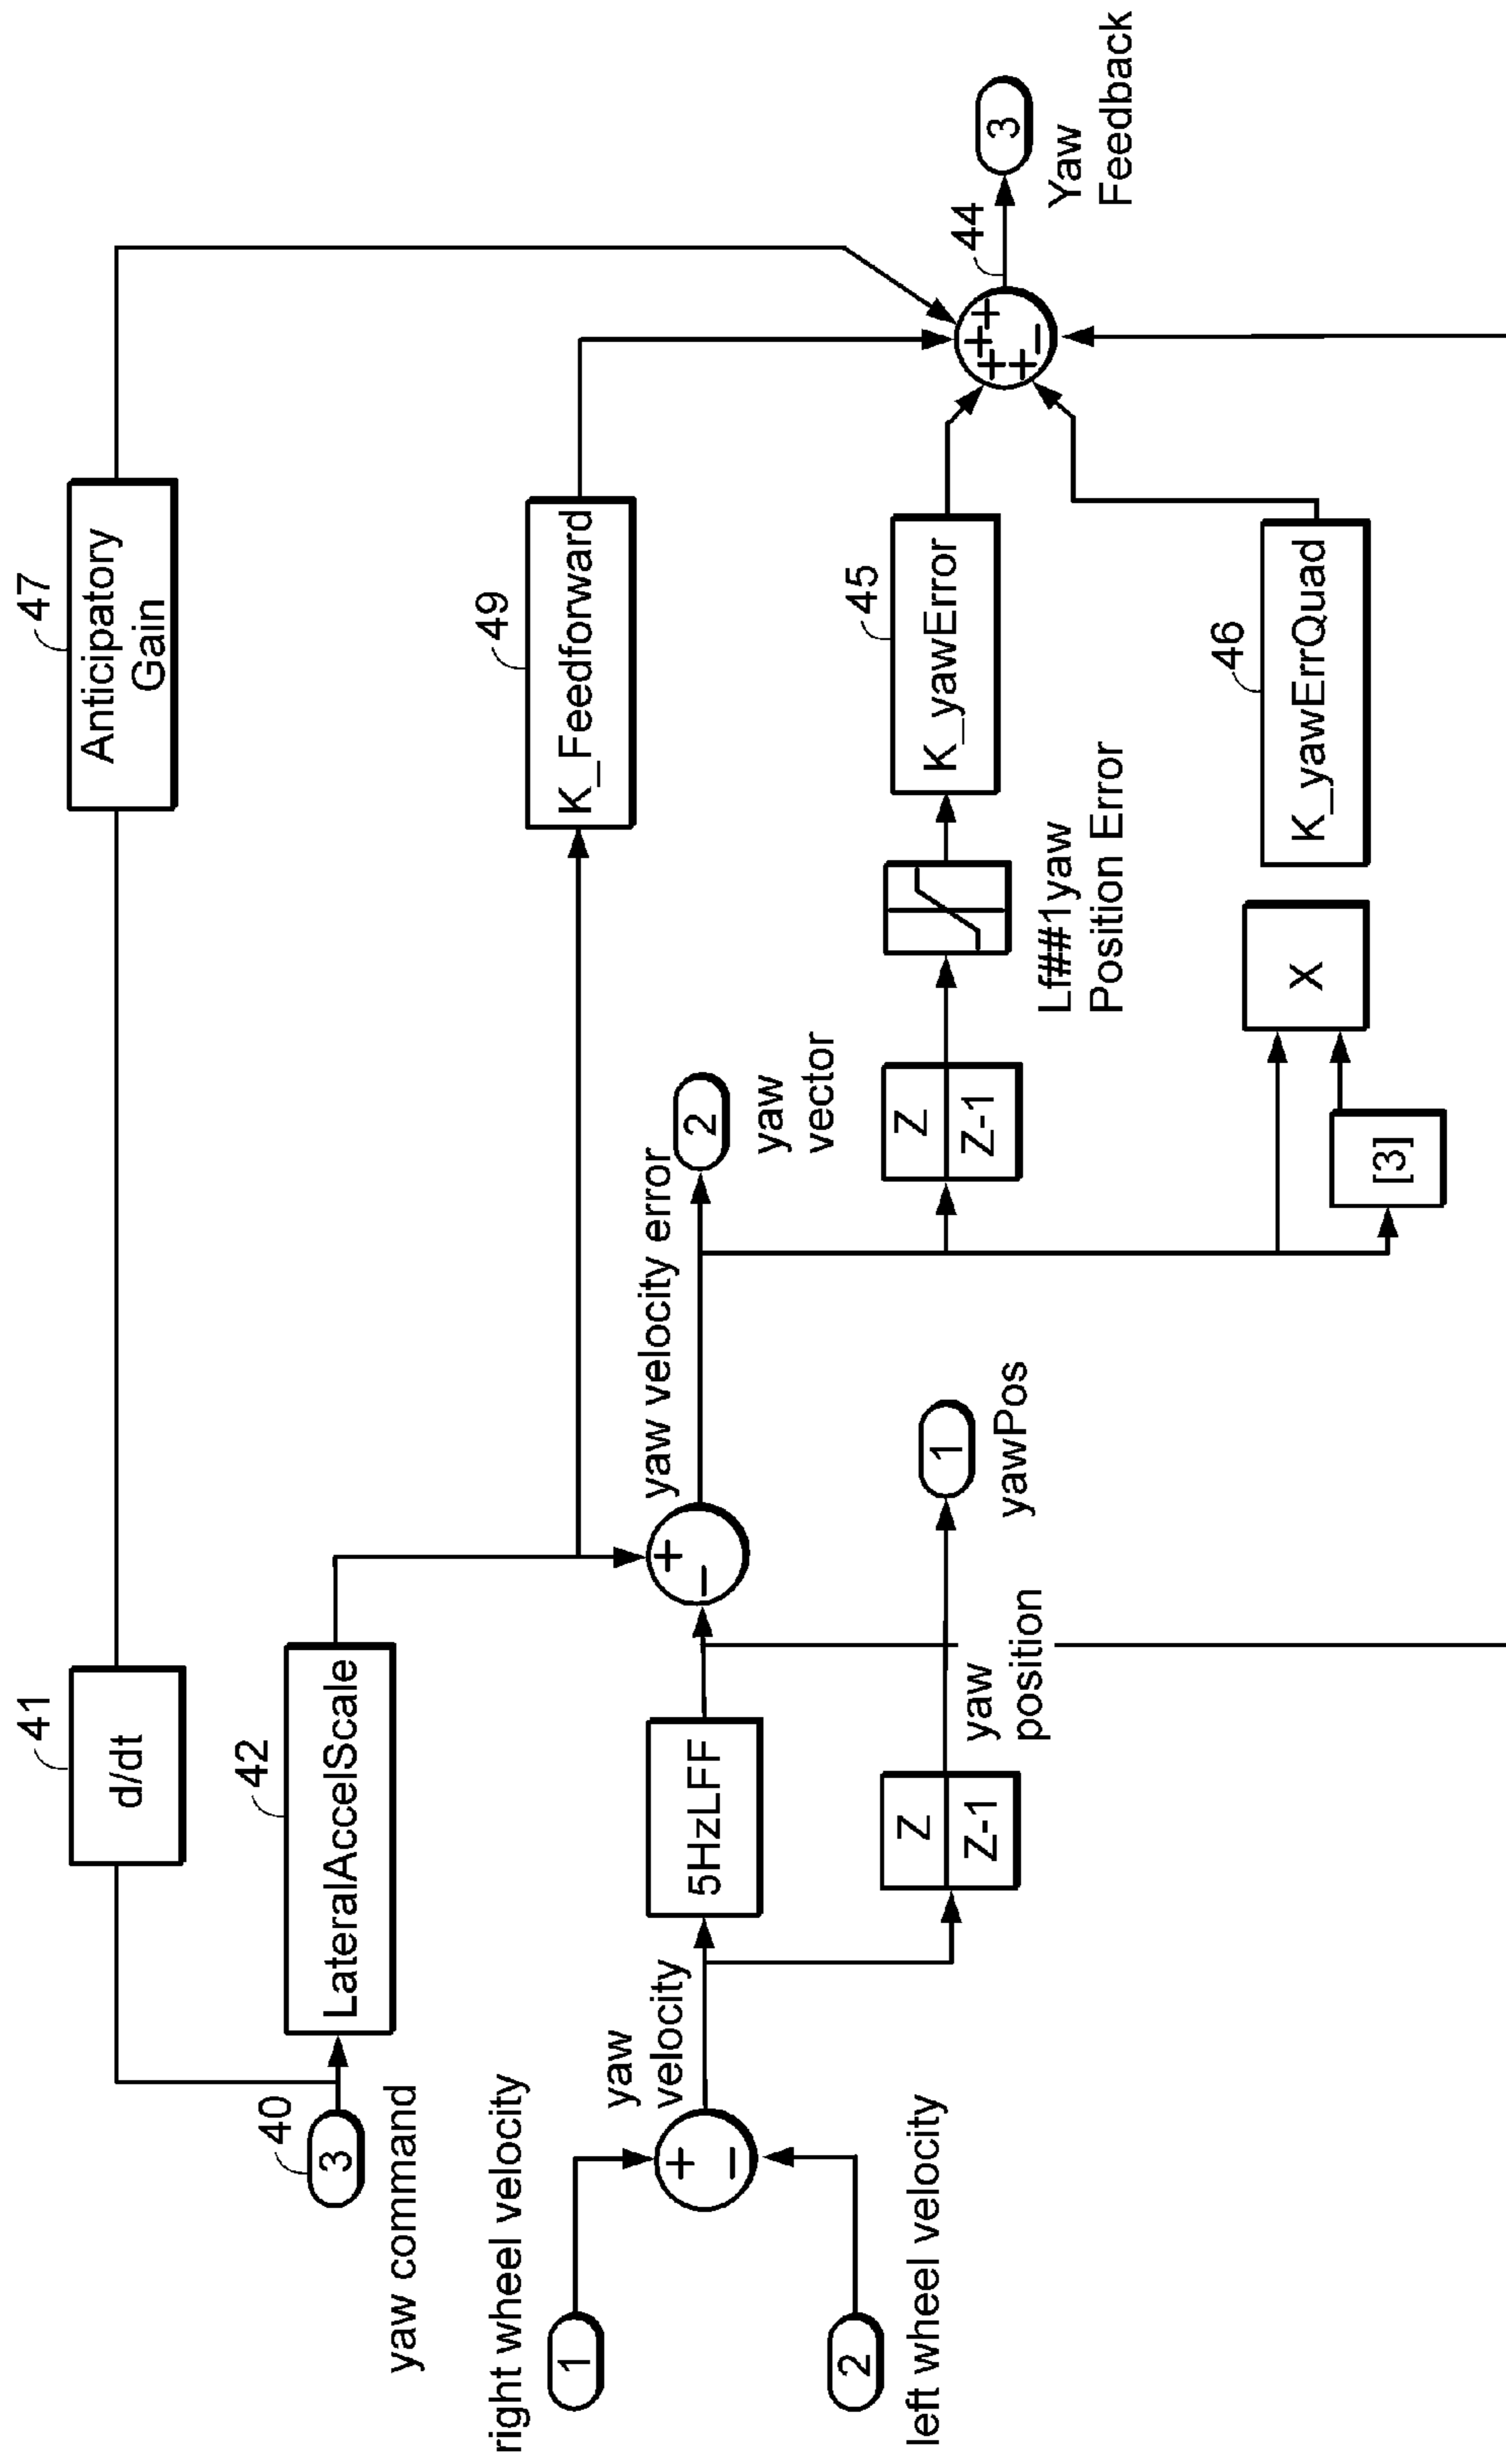 41
d/dt
47
Anticipatory
Gain
40
3
yaw command
42
LateralAccelScale
49
K_Feedforward
right wheel velocity
1
+
−
yaw
velocity
2
left wheel velocity
5HzLFF
+
−
yaw velocity error
2
yaw
vector
Z
Z-1
yaw
position
1
yawPos
Z
Z-1
Lf##1yaw
Position Error
45
K_yawError
[3]
X
46
K_yawErrQuad
+
+
+
+
−
44
3
Yaw
Feedback